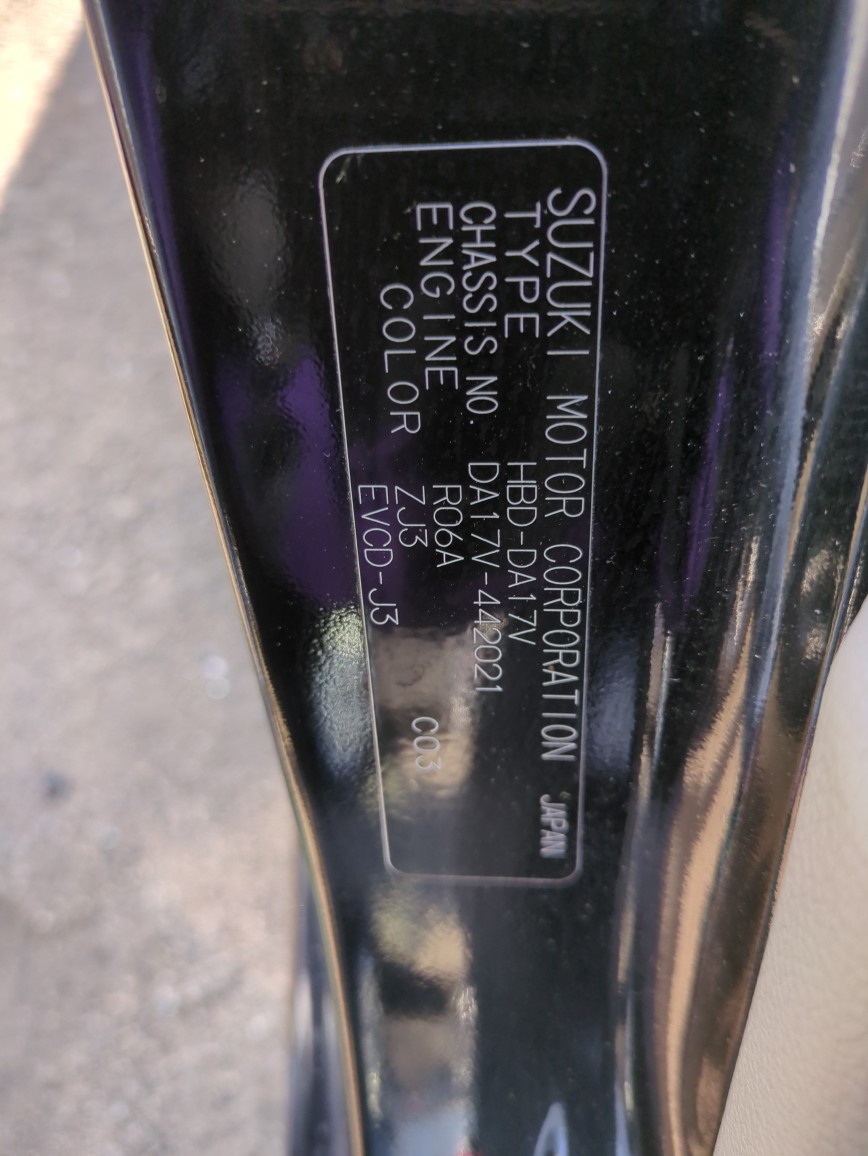 SUZUKI MOTOR CORPORATION JAPAN
TYPE HBD-DA17V
CHASSIS NO. DA17V-442021
ENGINE R06A
COLOR ZJ3 C03
EVCD-J3